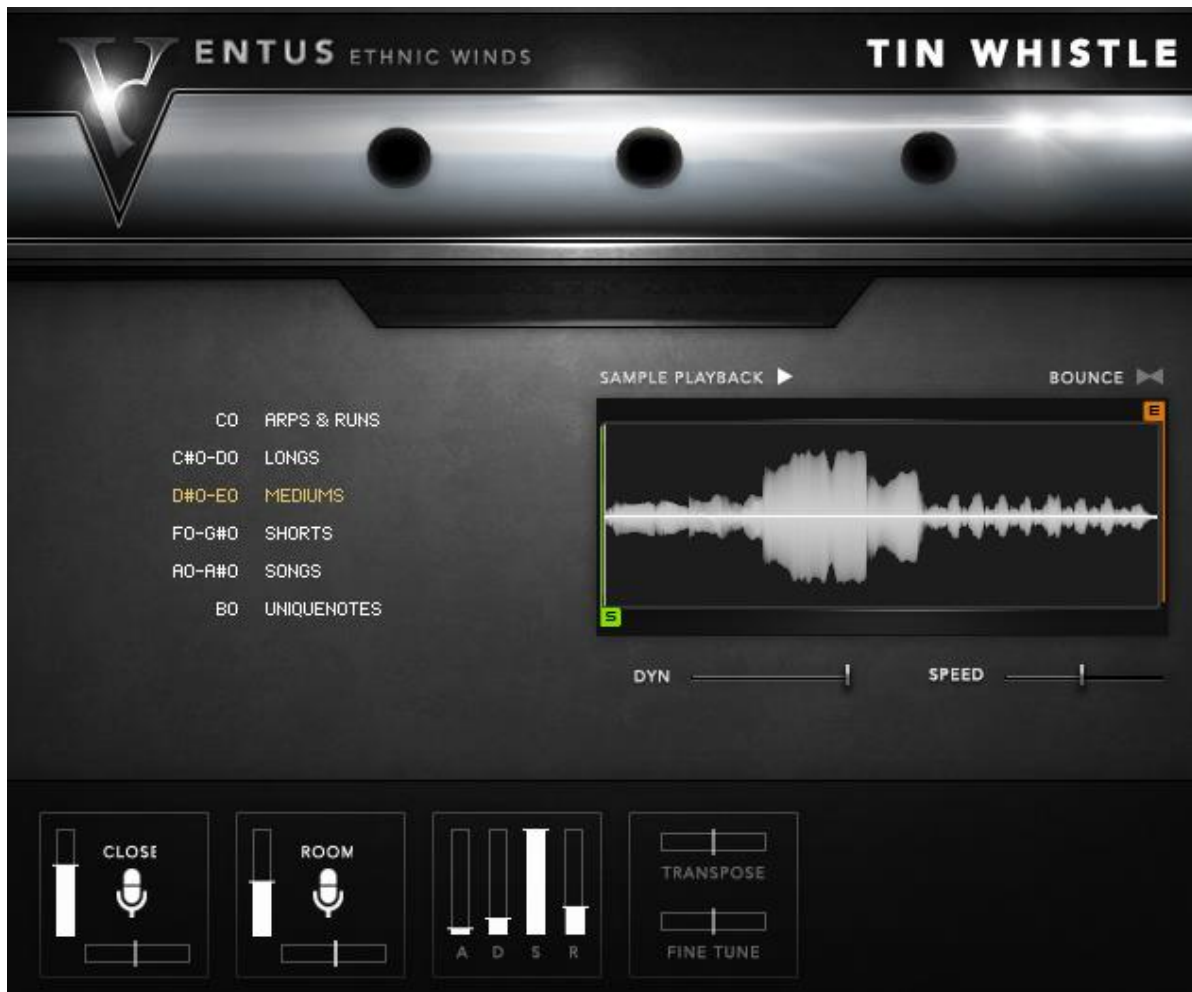 VENTUS ETHNIC WINDS
TIN WHISTLE
SAMPLE PLAYBACK
BOUNCE
C0 ARPS & RUNS
C#0-D0 LONGS
D#0-E0 MEDIUMS
F0-G#0 SHORTS
A0-A#0 SONGS
B0 UNIQUENOTES
E
S
DYN
SPEED
CLOSE
ROOM
A D S R
TRANSPOSE
FINE TUNE